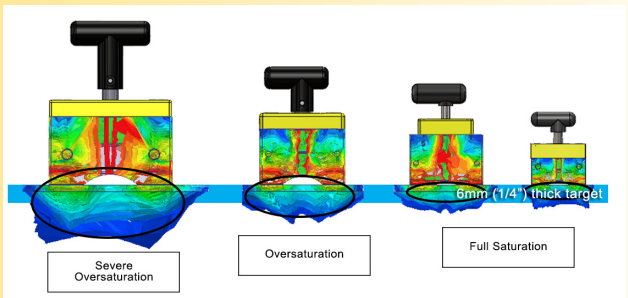 6mm (1/4") thick target
Severe
Oversaturation
Oversaturation
Full Saturation